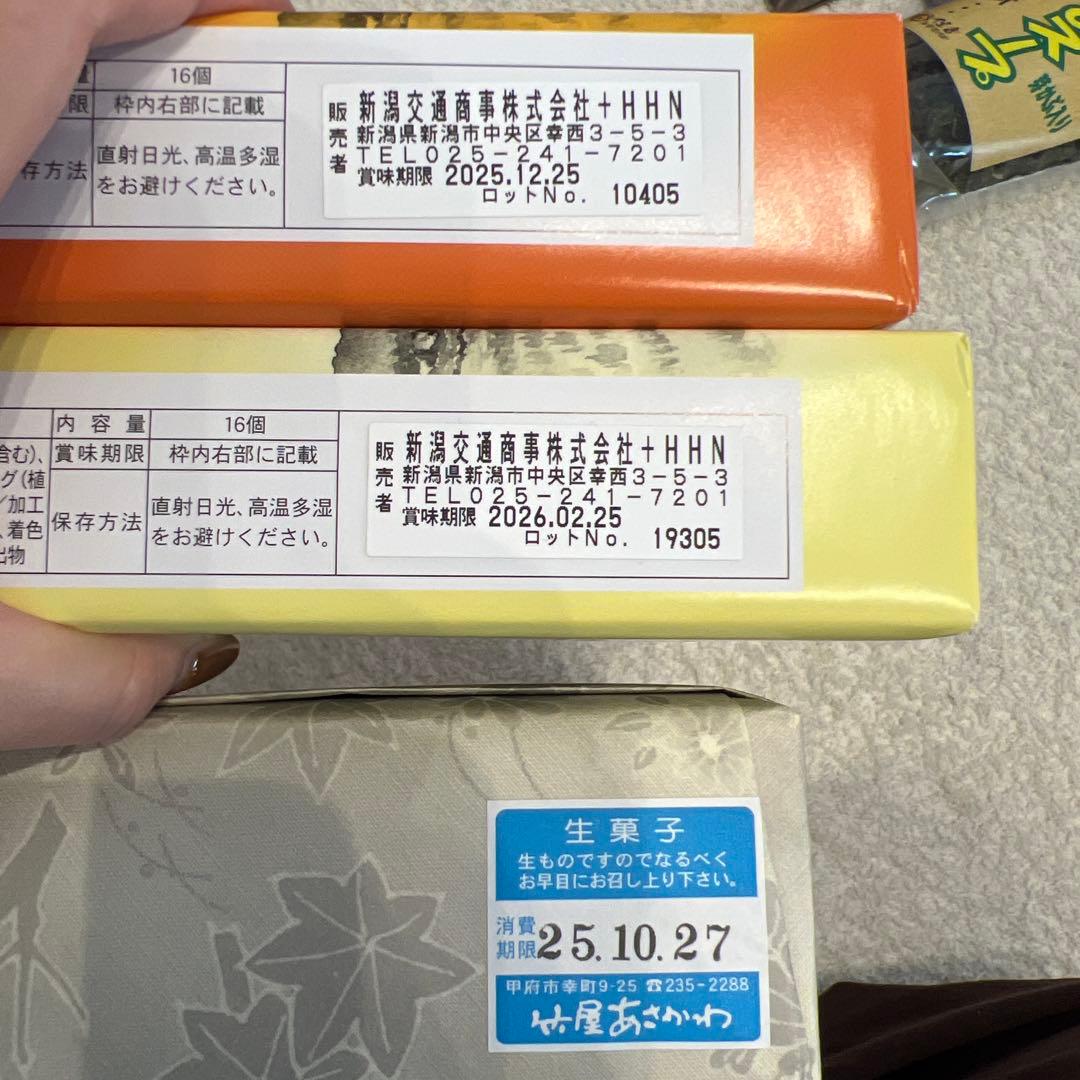 量 16個
限 枠内右部に記載
存方法 直射日光、高温多湿
をお避けください。
販売者
新潟交通商事株式会社+HHN
新潟県新潟市中央区幸西3-5-3
TEL025-241-7201
賞味期限 2025.12.25
ロットNo. 10405
スープ
内容量 16個
賞味期限 枠内右部に記載
保存方法 直射日光、高温多湿
をお避けください。
含む)、
グ(植
/加工
、着色
出物
販売者
新潟交通商事株式会社+HHN
新潟県新潟市中央区幸西3-5-3
TEL025-241-7201
賞味期限 2026.02.25
ロットNo. 19305
生菓子
生ものですのでなるべく
お早目にお召し上り下さい。
消費期限 25.10.27
甲府市幸町9-25 ☎235-2288
竹屋あさかわ